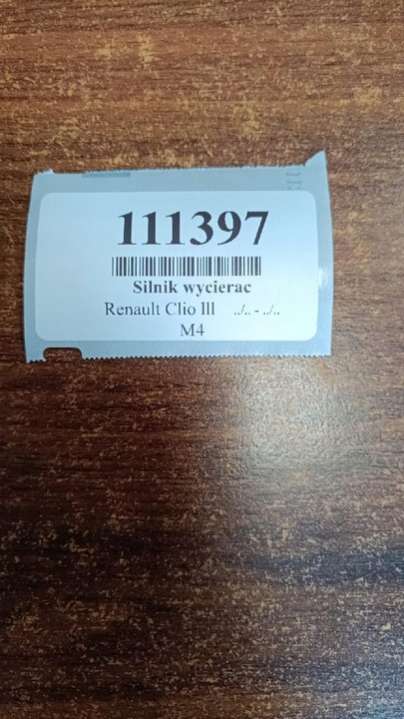 111397
Silnik wycierac
Renault Clio III ../.. - ../..
M4